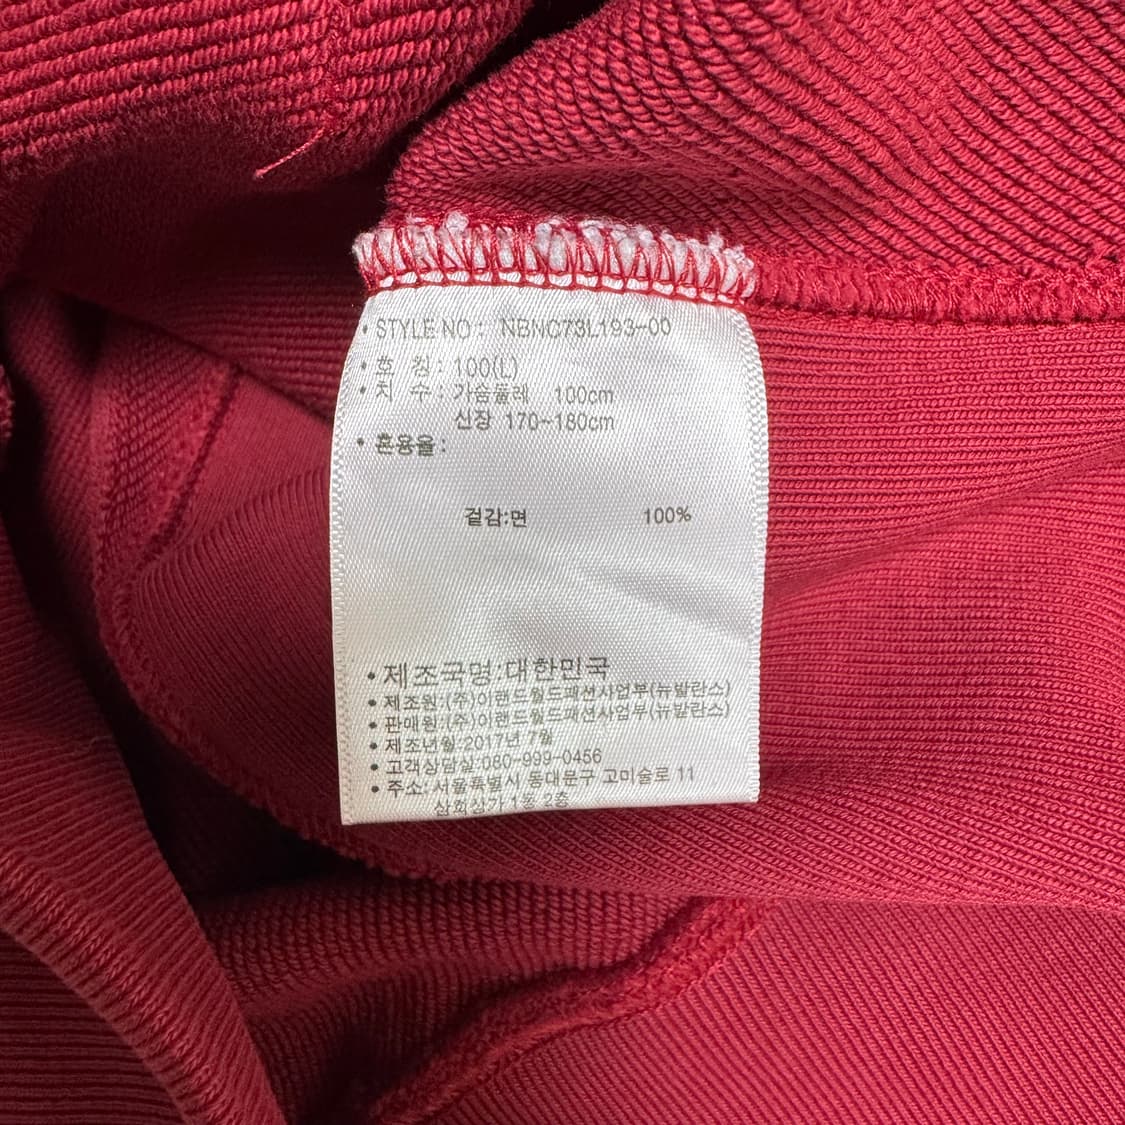 • STYLE NO : NBNC73L193-00
• 호 칭 : 100(L)
• 치 수 : 가슴둘레 100cm
신장 170~180cm
• 혼용율 :
겉감:면 100%
• 제조국명:대한민국
• 제조원:(주)이랜드월드패션사업부(뉴발란스)
• 판매원:(주)이랜드월드패션사업부(뉴발란스)
• 제조년월:2017년 7월
• 고객상담실:080-999-0456
• 주소: 서울특별시 동대문구 고미술로 11
삼희상가 1동 2층